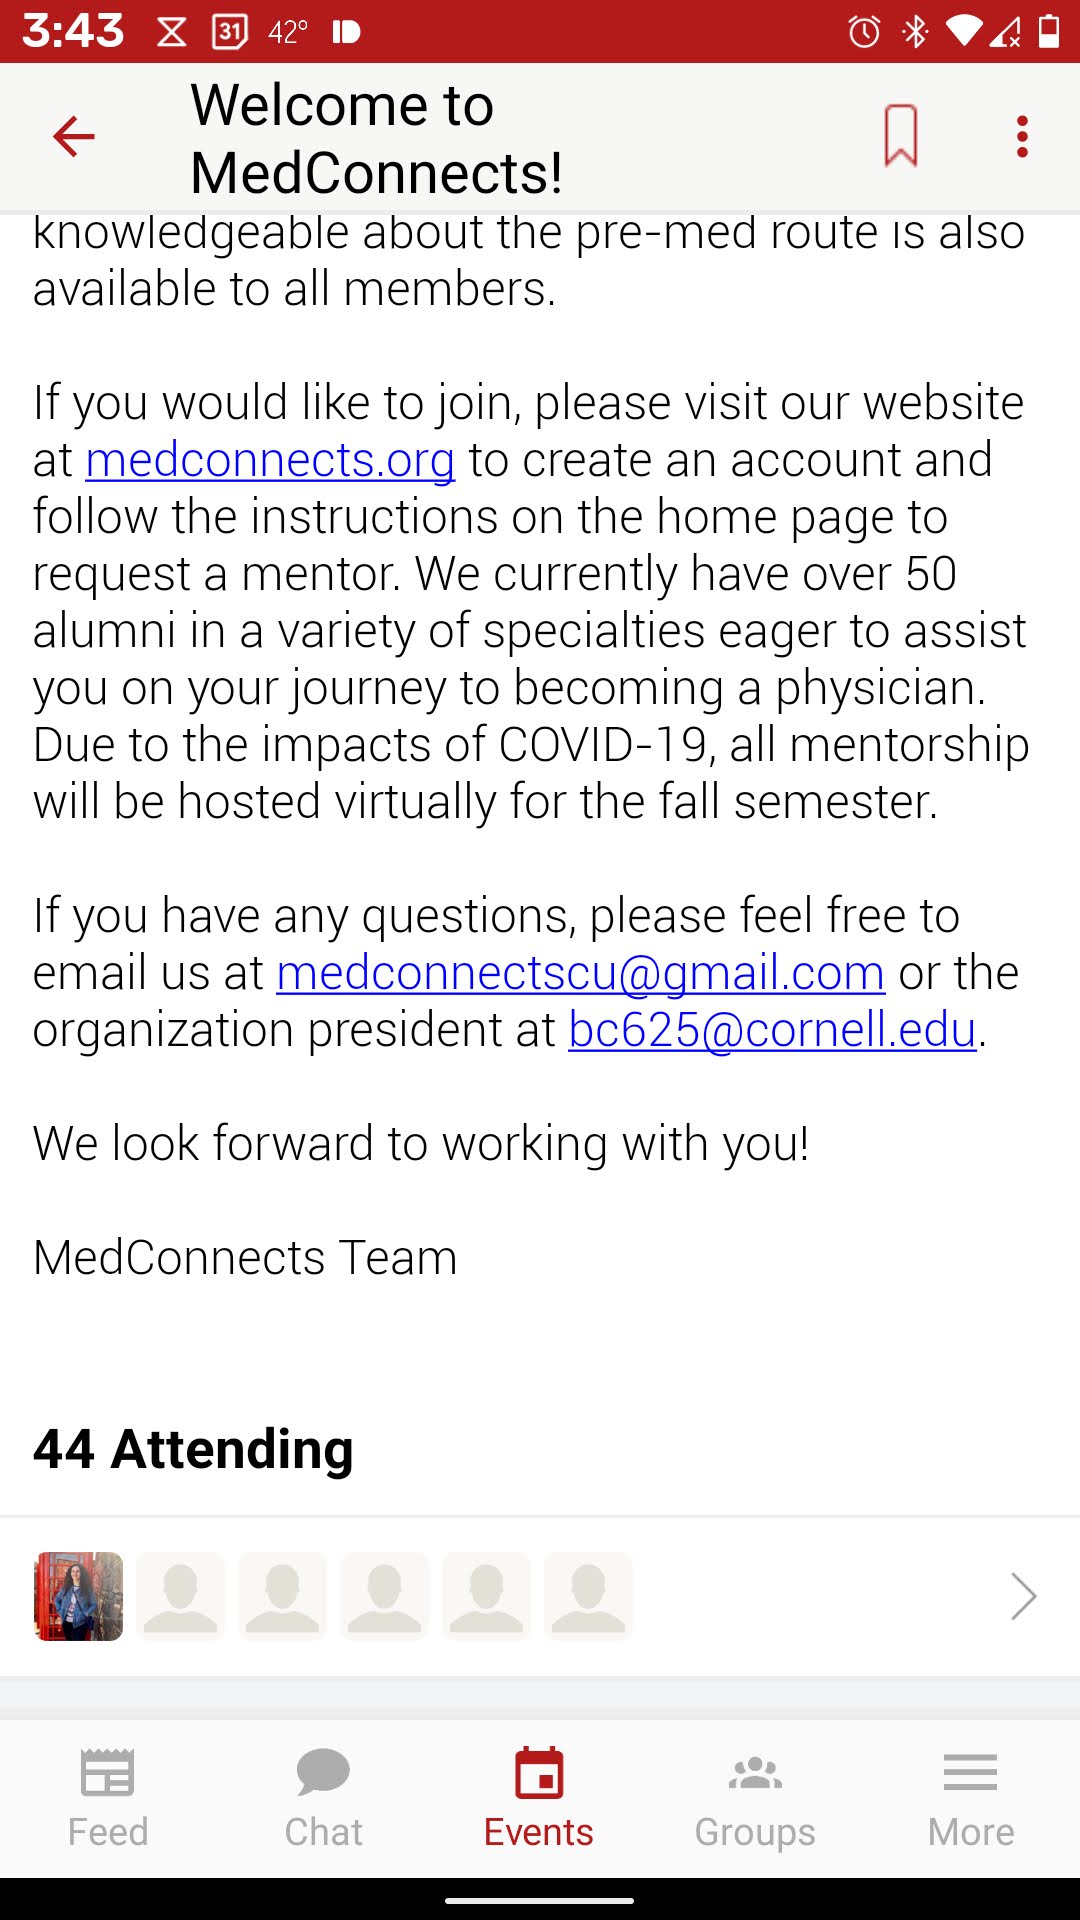 3:43 31 42°
Welcome to
MedConnects!
knowledgeable about the pre-med route is also
available to all members.
If you would like to join, please visit our website
at medconnects.org to create an account and
follow the instructions on the home page to
request a mentor. We currently have over 50
alumni in a variety of specialties eager to assist
you on your journey to becoming a physician.
Due to the impacts of COVID-19, all mentorship
will be hosted virtually for the fall semester.
If you have any questions, please feel free to
email us at medconnectscu@gmail.com or the
organization president at bc625@cornell.edu.
We look forward to working with you!
MedConnects Team
44 Attending
Feed Chat Events Groups More